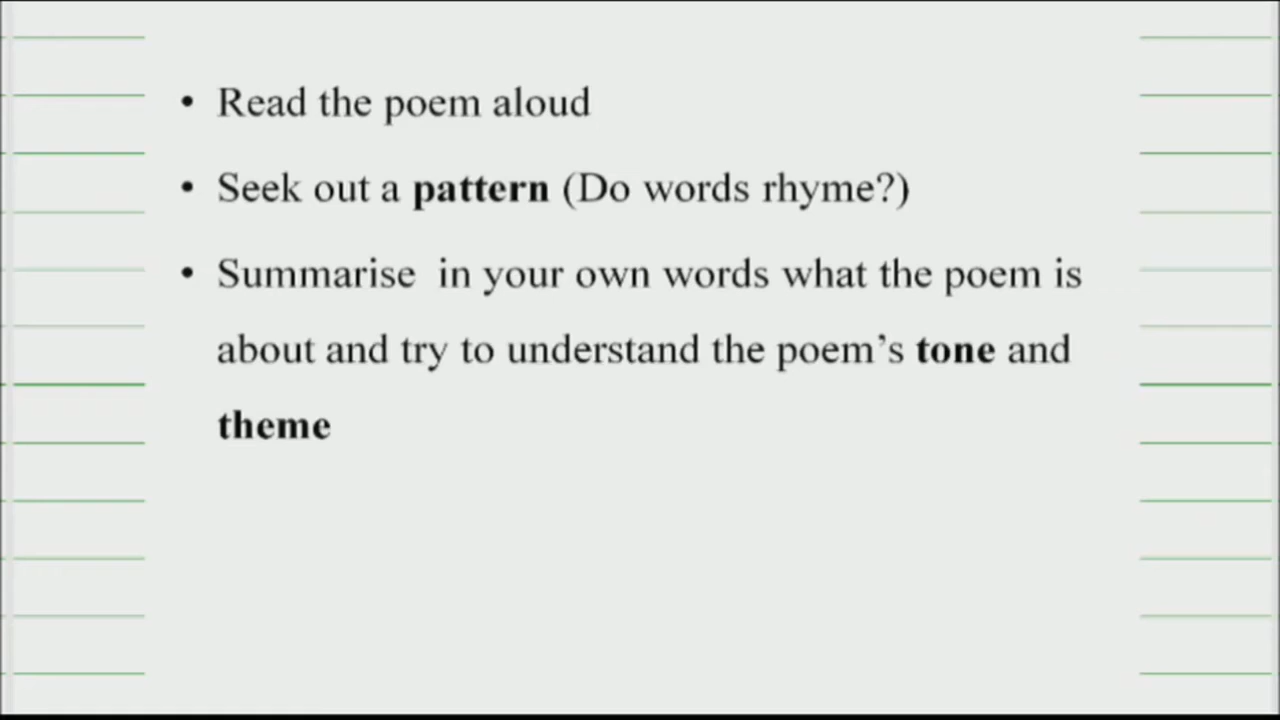 • Read the poem aloud
• Seek out a pattern (Do words rhyme?)
• Summarise  in your own words what the poem is
about and try to understand the poem’s tone and
theme